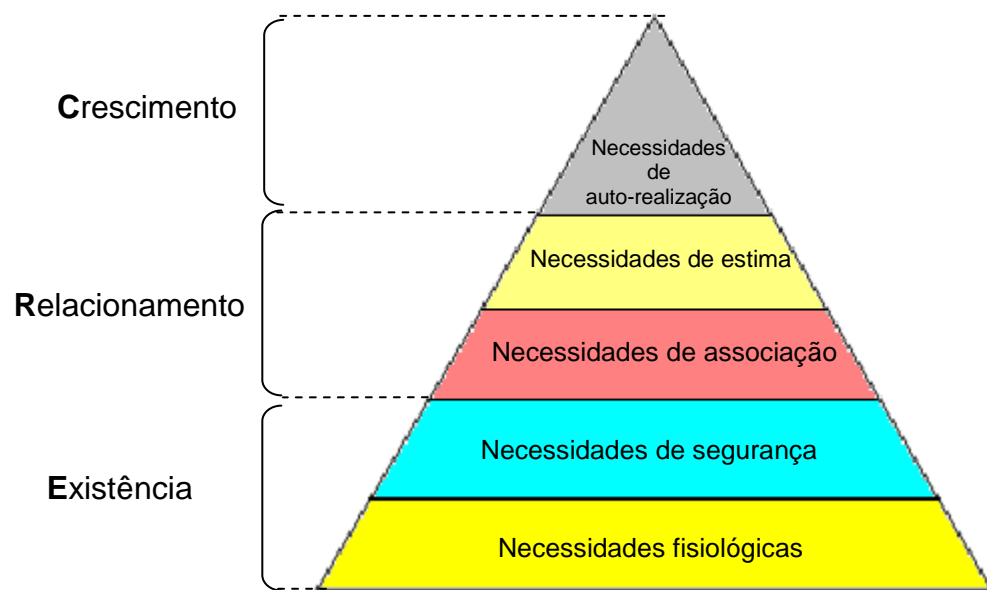 Crescimento
Necessidades
de
auto-realização
Necessidades de estima
Relacionamento
Necessidades de associação
Necessidades de segurança
Existência
Necessidades fisiológicas